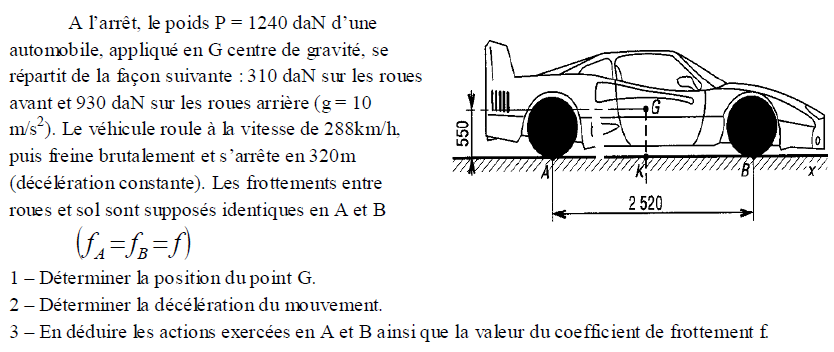 A l'arrêt, le poids P = 1240 daN d'une
automobile, appliqué en G centre de gravité, se
répartit de la façon suivante : 310 daN sur les roues
avant et 930 daN sur les roues arrière (g = 10
m/s²). Le véhicule roule à la vitesse de 288km/h,
puis freine brutalement et s'arrête en 320m
(décélération constante). Les frottements entre
roues et sol sont supposés identiques en A et B
(f_A = f_B = f)
G
550
A K B x
2 520
1 – Déterminer la position du point G.
2 – Déterminer la décélération du mouvement.
3 – En déduire les actions exercées en A et B ainsi que la valeur du coefficient de frottement f.